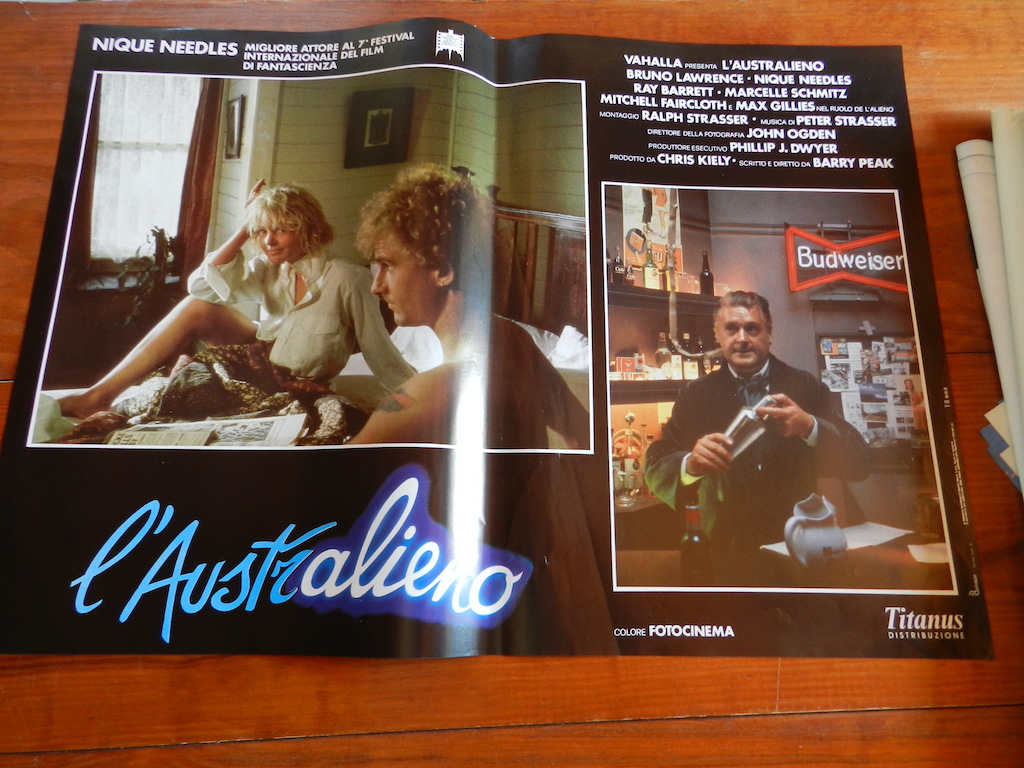 NIQUE NEEDLES MIGLIORE ATTORE AL 7° FESTIVAL
INTERNAZIONALE DEL FILM
DI FANTASCIENZA
VAHALLA PRESENTA L'AUSTRALIENO
BRUNO LAWRENCE • NIQUE NEEDLES
RAY BARRETT • MARCELLE SCHMITZ
MITCHELL FAIRCLOTH E MAX GILLIES NEL RUOLO DE L'ALIENO
MONTAGGIO RALPH STRASSER • MUSICA DI PETER STRASSER
DIRETTORE DELLA FOTOGRAFIA JOHN OGDEN
PRODUTTORE ESECUTIVO PHILLIP J. DWYER
PRODOTTO DA CHRIS KIELY • SCRITTO E DIRETTO DA BARRY PEAK
Budweiser
l'Australieno
COLORE FOTOCINEMA
Titanus
DISTRIBUZIONE